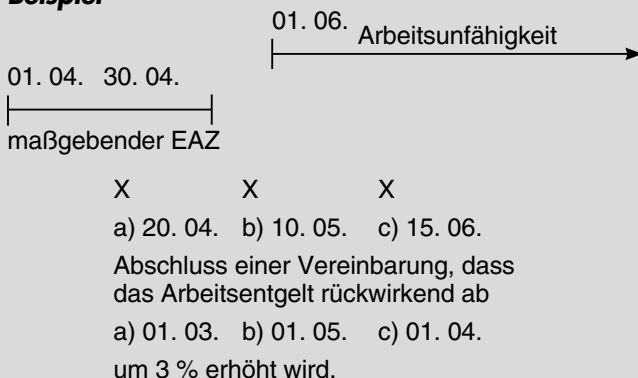 Beispiel
01. 06. Arbeitsunfähigkeit
01. 04. 30. 04.
maßgebender EAZ
X X X
a) 20. 04. b) 10. 05. c) 15. 06.
Abschluss einer Vereinbarung, dass
das Arbeitsentgelt rückwirkend ab
a) 01. 03. b) 01. 05. c) 01. 04.
um 3 % erhöht wird.